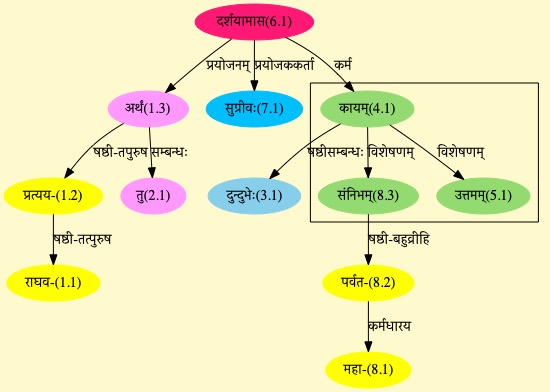 दर्शयामास(6.1)
प्रयोजनम् प्रयोजककर्ता कर्म
अर्थं(1.3) सुग्रीवः(7.1) कायम्(4.1)
षष्ठी-तपुरुष सम्बन्धः षष्ठीसम्बन्धः विशेषणम् विशेषणम्
प्रत्यय-(1.2) तु(2.1) दुन्दुभेः(3.1) संनिभम्(8.3) उत्तमम्(5.1)
षष्ठी-तत्पुरुष षष्ठी-बहुव्रीहि
राघव-(1.1) पर्वत-(8.2)
कर्मधारय
महा-(8.1)